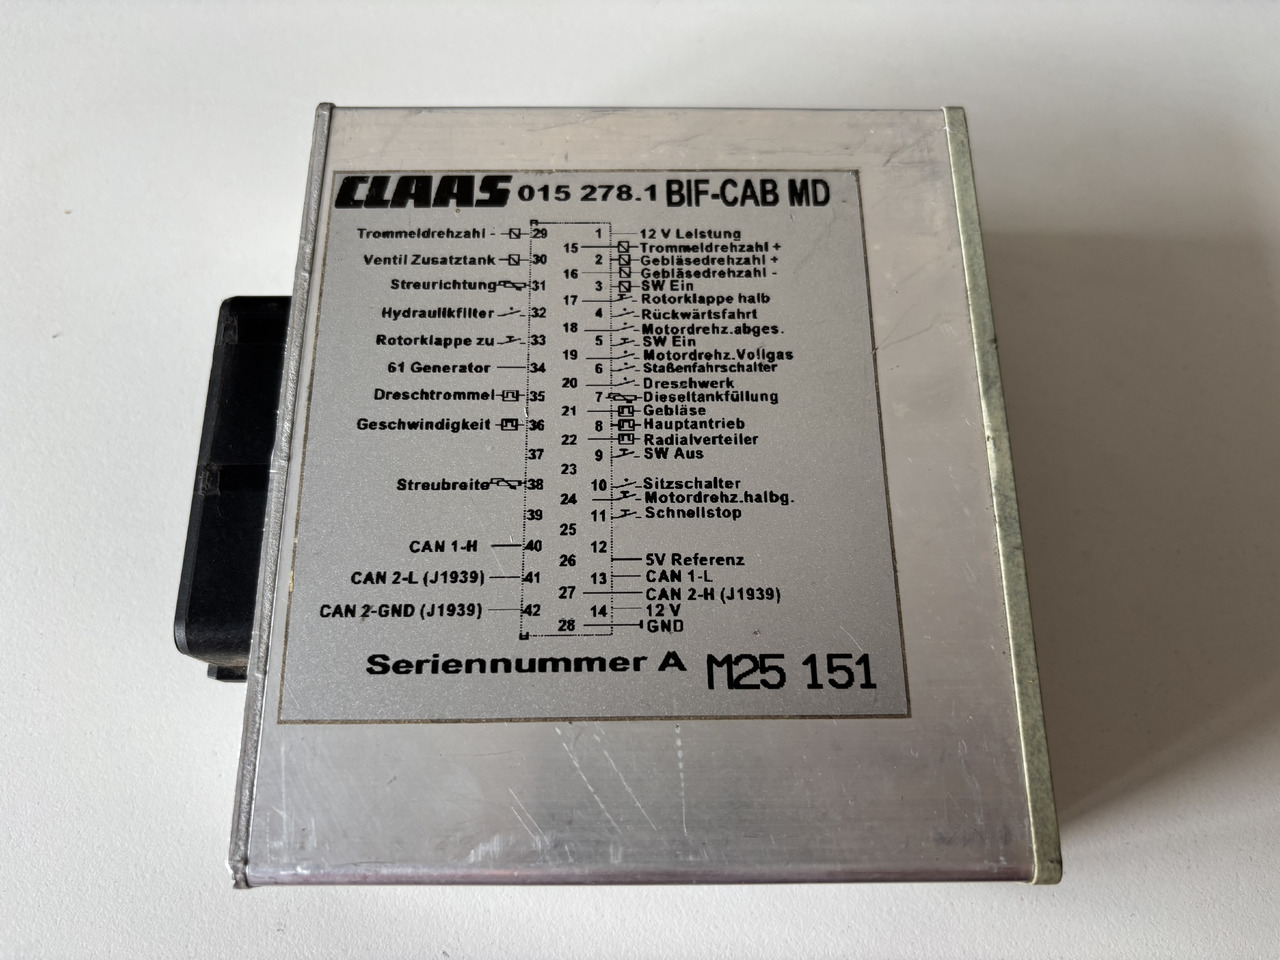 CLAAS 015 278.1 BIF-CAB MD
Trommeldrehzahl - 29 1 12 V Leistung
15 Trommeldrehzahl +
Ventil Zusatztank 30 2 Gebläsedrehzahl +
16 Gebläsedrehzahl -
Streurichtung 31 3 SW Ein
17 Rotorklappe halb
Hydraulikfilter 32 4 Rückwärtsfahrt
18 Motordrehz.abges.
Rotorklappe zu 33 5 SW Ein
19 Motordrehz.Vollgas
61 Generator 34 6 Staßenfahrschalter
20 Dreschwerk
Dreschtrommel 35 7 Dieseltankfüllung
21 Gebläse
Geschwindigkeit 36 8 Hauptantrieb
22 Radialverteiler
37 9 SW Aus
23
Streubreite 38 10 Sitzschalter
24 Motordrehz.halbg.
39 11 Schnellstop
25
CAN 1-H 40 12
26 5V Referenz
CAN 2-L (J1939) 41 13 CAN 1-L
27 CAN 2-H (J1939)
CAN 2-GND (J1939) 42 14 12 V
28 GND
Seriennummer A M25 151